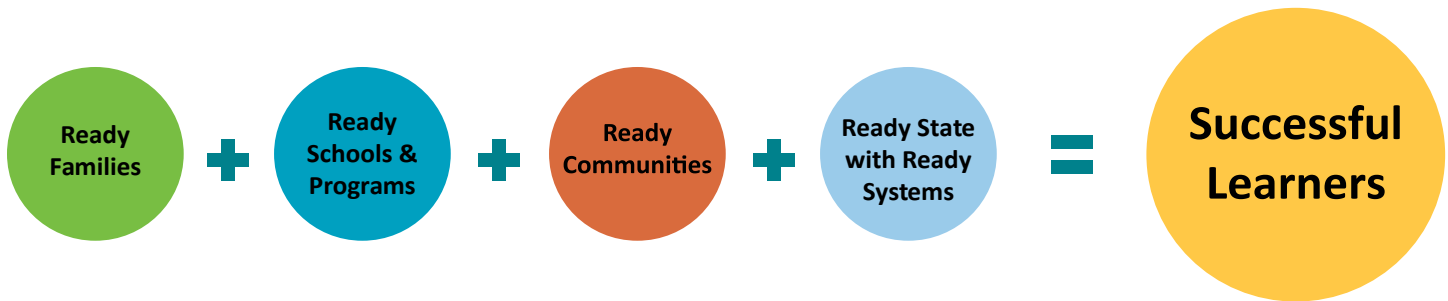 Ready
Families
+
Ready
Schools &
Programs
+
Ready
Communities
+
Ready State
with Ready
Systems
=
Successful
Learners